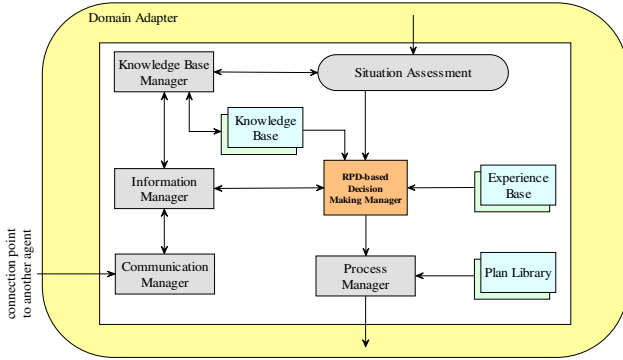 Domain Adapter
Knowledge Base
Manager
Situation Assessment
Knowledge
Base
Information
Manager
RPD-based
Decision
Making Manager
Experience
Base
connection point
to another agent
Communication
Manager
Process
Manager
Plan Library